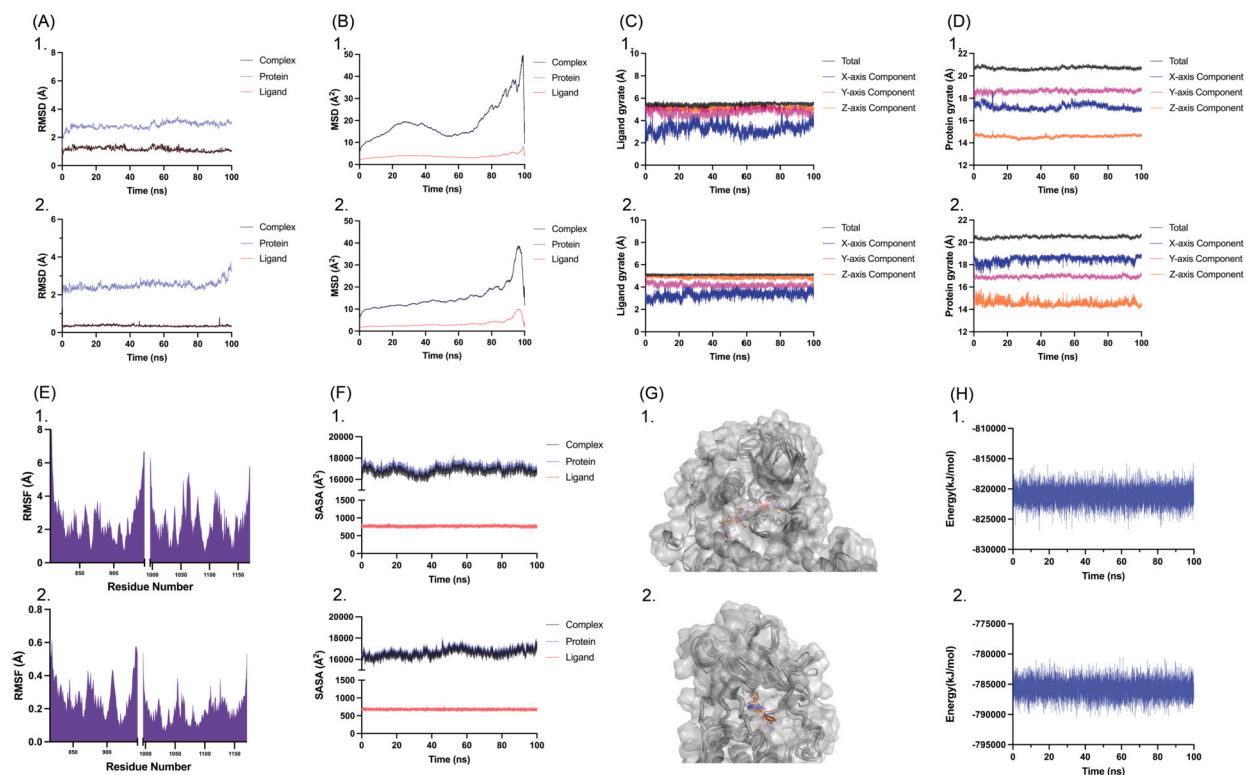 (A)
1.
RMSD (Å)
8
6
4
2
0
0 20 40 60 80 100
Time (ns)
Complex
Protein
Ligand
2.
RMSD (Å)
6
4
2
0
0 20 40 60 80 100
Time (ns)
Complex
Protein
Ligand
(B)
1.
MSD (Å²)
50
40
30
20
10
0
0 20 40 60 80 100
Time (ns)
Complex
Protein
Ligand
2.
MSD (Å²)
50
40
30
20
10
0
0 20 40 60 80 100
Time (ns)
Complex
Protein
Ligand
(C)
1.
Ligand gyrate (Å)
10
8
6
4
2
0
0 20 40 60 80 100
Time (ns)
Total
X-axis Component
Y-axis Component
Z-axis Component
2.
Ligand gyrate (Å)
10
8
6
4
2
0
0 20 40 60 80 100
Time (ns)
Total
X-axis Component
Y-axis Component
Z-axis Component
(D)
1.
Protein gyrate (Å)
22
20
18
16
14
12
0 20 40 60 80 100
Time (ns)
Total
X-axis Component
Y-axis Component
Z-axis Component
2.
Protein gyrate (Å)
22
20
18
16
14
12
0 20 40 60 80 100
Time (ns)
Total
X-axis Component
Y-axis Component
Z-axis Component
(E)
1.
RMSF (Å)
8
6
4
2
0
850 900 1000 1050 1100 1150
Residue Number
2.
RMSF (Å)
0.8
0.6
0.4
0.2
0.0
850 900 1000 1050 1100 1150
Residue Number
(F)
1.
SASA (Å²)
20000
18000
16000
1500
1000
750
500
0
0 20 40 60 80 100
Time (ns)
Complex
Protein
Ligand
2.
SASA (Å²)
20000
18000
16000
1500
1000
500
0
0 20 40 60 80 100
Time (ns)
Complex
Protein
Ligand
(G)
1.
2.
(H)
1.
Energy(kJ/mol)
-810000
-815000
-820000
-825000
-830000
0 20 40 60 80 100
Time (ns)
2.
Energy(kJ/mol)
-775000
-780000
-785000
-790000
-795000
0 20 40 60 80 100
Time (ns)